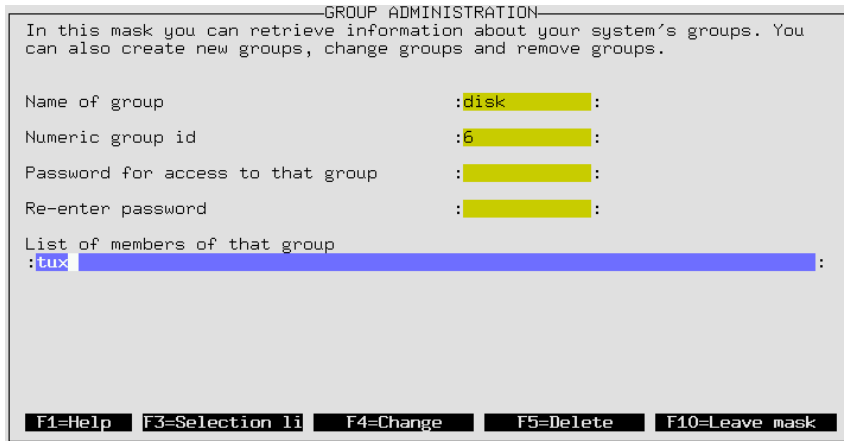 GROUP ADMINISTRATION
In this mask you can retrieve information about your system's groups. You
can also create new groups, change groups and remove groups.
Name of group :disk :
Numeric group id :6 :
Password for access to that group : :
Re-enter password : :
List of members of that group
:tux :
F1=Help F3=Selection li F4=Change F5=Delete F10=Leave mask